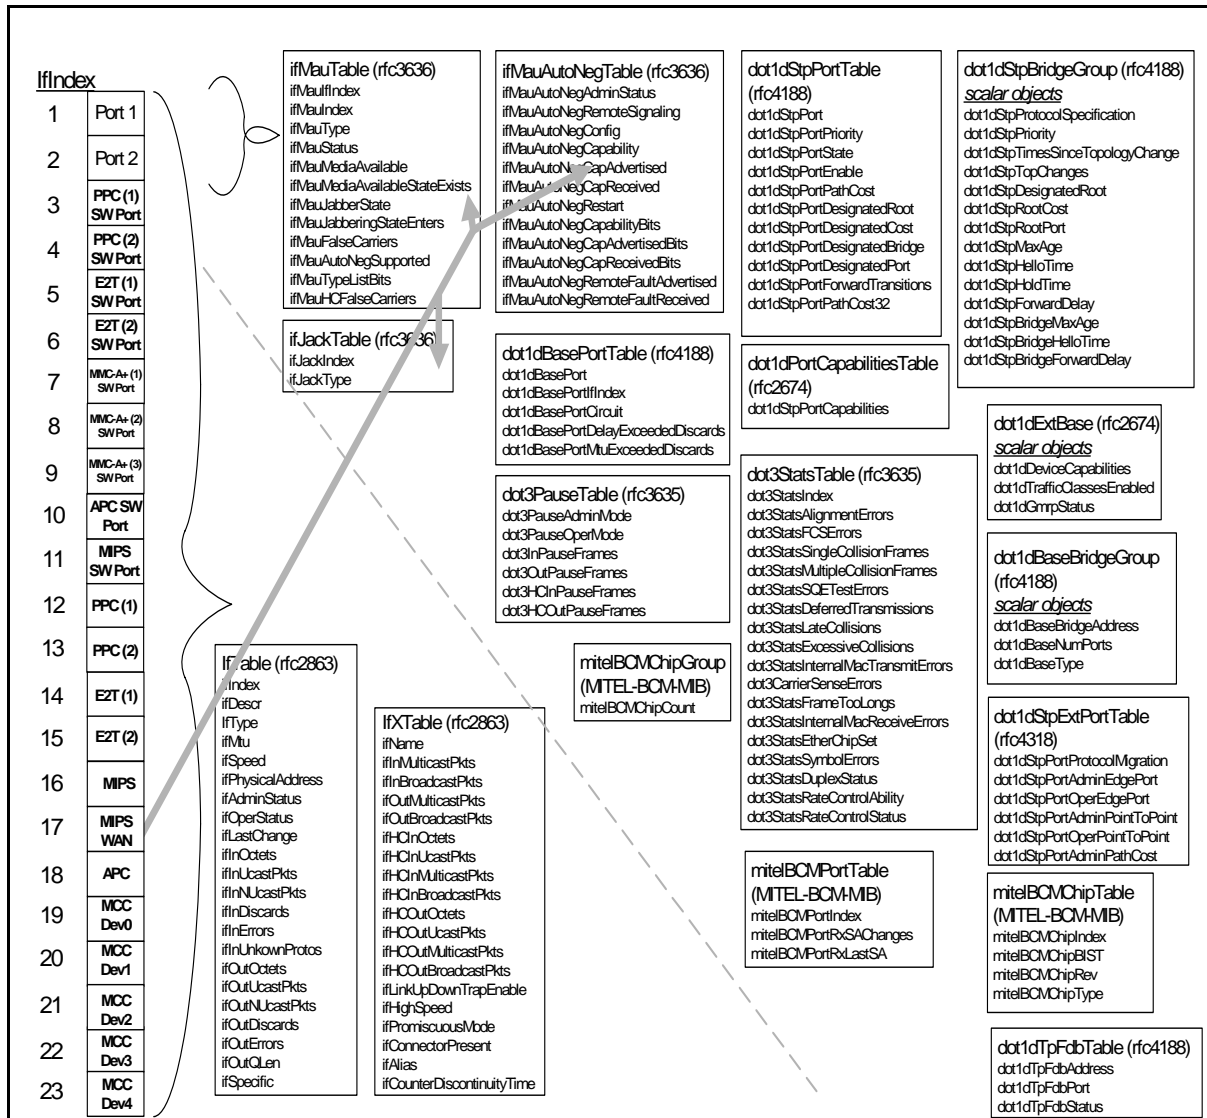 IfIndex
1 Port 1
2 Port 2
3 PPC (1) SW Port
4 PPC (2) SW Port
5 E2T (1) SW Port
6 E2T (2) SW Port
7 MMC-A+ (1) SW Port
8 MMC-A+ (2) SW Port
9 MMC-A+ (3) SW Port
10 APC SW Port
11 MIPS SW Port
12 PPC (1)
13 PPC (2)
14 E2T (1)
15 E2T (2)
16 MIPS
17 MIPS WAN
18 APC
19 MCC Dev0
20 MCC Dev1
21 MCC Dev2
22 MCC Dev3
23 MCC Dev4
ifMauTable (rfc3636)
ifMauIfIndex
ifMauIndex
ifMauType
ifMauStatus
ifMauMediaAvailable
ifMauMediaAvailableStateExists
ifMauJabberState
ifMauJabberingStateEnters
ifMauFalseCarriers
ifMauAutoNegSupported
ifMauTypeListBits
ifMauHCFalseCarriers
ifJackTable (rfc3636)
ifJackIndex
ifJackType
IfTable (rfc2863)
ifIndex
ifDescr
IfType
ifMtu
ifSpeed
ifPhysicalAddress
ifAdminStatus
ifOperStatus
ifLastChange
ifInOctets
ifInUcastPkts
ifInNUcastPkts
ifInDiscards
ifInErrors
ifInUnkownProtos
ifOutOctets
ifOutUcastPkts
ifOutNUcastPkts
ifOutDiscards
ifOutErrors
ifOutQLen
ifSpecific
IfXTable (rfc2863)
ifName
ifInMulticastPkts
ifInBroadcastPkts
ifOutMulticastPkts
ifOutBroadcastPkts
ifHCInOctets
ifHCInUcastPkts
ifHCInMulticastPkts
ifHCInBroadcastPkts
ifHCOutOctets
ifHCOutUcastPkts
ifHCOutMulticastPkts
ifHCOutBroadcastPkts
ifLinkUpDownTrapEnable
ifHighSpeed
ifPromiscuousMode
ifConnectorPresent
ifAlias
ifCounterDiscontinuityTime
ifMauAutoNegTable (rfc3636)
ifMauAutoNegAdminStatus
ifMauAutoNegRemoteSignaling
ifMauAutoNegConfig
ifMauAutoNegCapability
ifMauAutoNegCapAdvertised
ifMauAutoNegCapReceived
ifMauAutoNegRestart
ifMauAutoNegCapabilityBits
ifMauAutoNegCapAdvertisedBits
ifMauAutoNegCapReceivedBits
ifMauAutoNegRemoteFaultAdvertised
ifMauAutoNegRemoteFaultReceived
dot1dBasePortTable (rfc4188)
dot1dBasePort
dot1dBasePortIfIndex
dot1dBasePortCircuit
dot1dBasePortDelayExceededDiscards
dot1dBasePortMtuExceededDiscards
dot3PauseTable (rfc3635)
dot3PauseAdminMode
dot3PauseOperMode
dot3InPauseFrames
dot3OutPauseFrames
dot3HCInPauseFrames
dot3HCOutPauseFrames
mitelBCMChipGroup
(MITEL-BCM-MIB)
mitelBCMChipCount
dot1dStpPortTable
(rfc4188)
dot1dStpPort
dot1dStpPortPriority
dot1dStpPortState
dot1dStpPortEnable
dot1dStpPortPathCost
dot1dStpPortDesignatedRoot
dot1dStpPortDesignatedCost
dot1dStpPortDesignatedBridge
dot1dStpPortDesignatedPort
dot1dStpPortForwardTransitions
dot1dStpPortPathCost32
dot1dPortCapabilitiesTable
(rfc2674)
dot1dStpPortCapabilities
dot3StatsTable (rfc3635)
dot3StatsIndex
dot3StatsAlignmentErrors
dot3StatsFCSErrors
dot3StatsSingleCollisionFrames
dot3StatsMultipleCollisionFrames
dot3StatsSQETestErrors
dot3StatsDeferredTransmissions
dot3StatsLateCollisions
dot3StatsExcessiveCollisions
dot3StatsInternalMacTransmitErrors
dot3CarrierSenseErrors
dot3StatsFrameTooLongs
dot3StatsInternalMacReceiveErrors
dot3StatsEtherChipSet
dot3StatsSymbolErrors
dot3StatsDuplexStatus
dot3StatsRateControlAbility
dot3StatsRateControlStatus
mitelBCMPortTable
(MITEL-BCM-MIB)
mitelBCMPortIndex
mitelBCMPortRxSAChanges
mitelBCMPortRxLastSA
dot1dStpBridgeGroup (rfc4188)
scalar objects
dot1dStpProtocolSpecification
dot1dStpPriority
dot1dStpTimesSinceTopologyChange
dot1dStpTopChanges
dot1dStpDesignatedRoot
dot1dStpRootCost
dot1dStpRootPort
dot1dStpMaxAge
dot1dStpHelloTime
dot1dStpHoldTime
dot1dStpForwardDelay
dot1dStpBridgeMaxAge
dot1dStpBridgeHelloTime
dot1dStpBridgeForwardDelay
dot1dExtBase (rfc2674)
scalar objects
dot1dDeviceCapabilities
dot1dTrafficClassesEnabled
dot1dGmrpStatus
dot1dBaseBridgeGroup
(rfc4188)
scalar objects
dot1dBaseBridgeAddress
dot1dBaseNumPorts
dot1dBaseType
dot1dStpExtPortTable
(rfc4318)
dot1dStpPortProtocolMigration
dot1dStpPortAdminEdgePort
dot1dStpPortOperEdgePort
dot1dStpPortAdminPointToPoint
dot1dStpPortOperPointToPoint
dot1dStpPortAdminPathCost
mitelBCMChipTable
(MITEL-BCM-MIB)
mitelBCMChipIndex
mitelBCMChipBIST
mitelBCMChipRev
mitelBCMChipType
dot1dTpFdbTable (rfc4188)
dot1dTpFdbAddress
dot1dTpFdbPort
dot1dTpFdbStatus